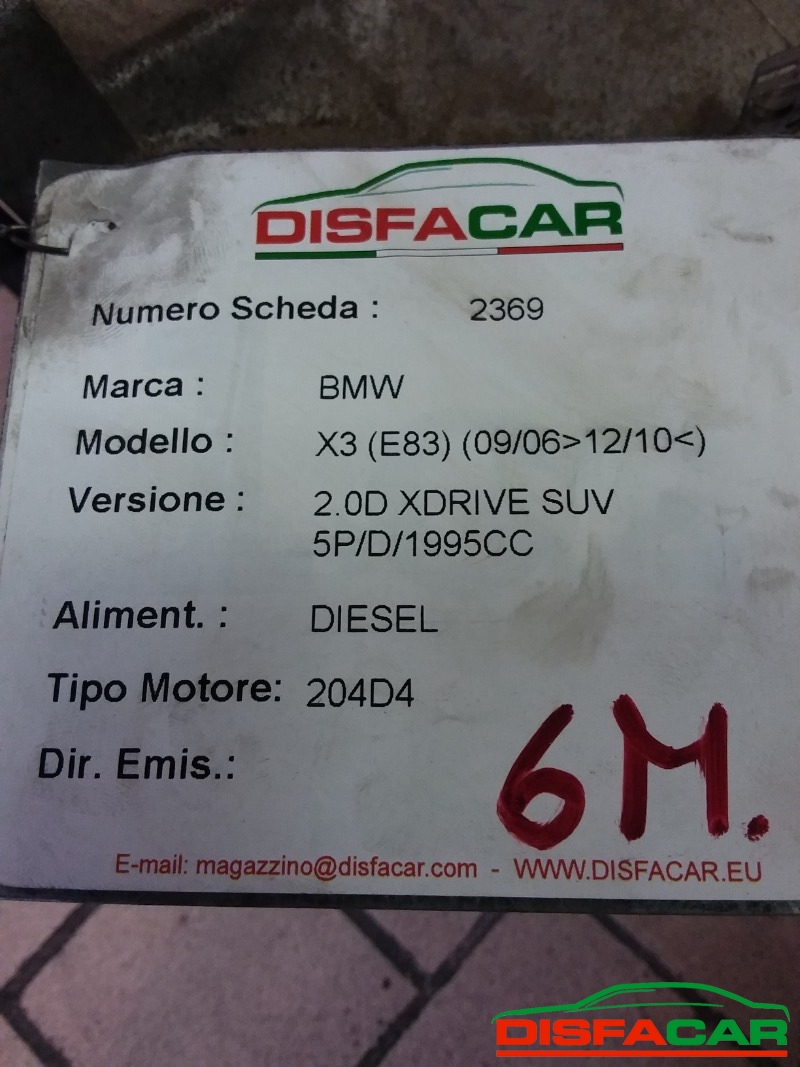 DISFACAR
Numero Scheda : 2369
Marca : BMW
Modello : X3 (E83) (09/06>12/10<)
Versione : 2.0D XDRIVE SUV
5P/D/1995CC
Aliment. : DIESEL
Tipo Motore: 204D4
Dir. Emis.:
6M.
E-mail: magazzino@disfacar.com - WWW.DISFACAR.EU
DISFACAR